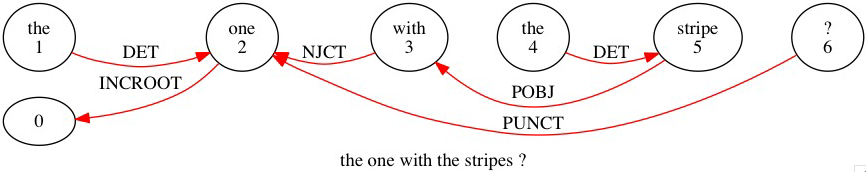 the one with the stripe ?
1 2 3 4 5 6
DET NJCT DET
INCROOT
POBJ
0
PUNCT
the one with the stripes ?